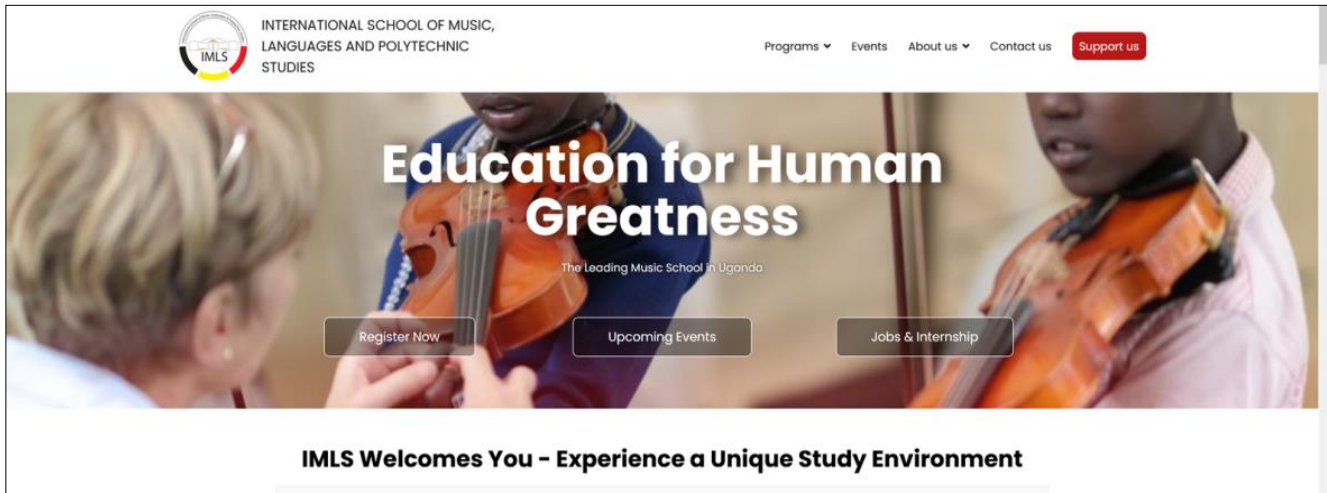 IMLS
INTERNATIONAL SCHOOL OF MUSIC,
LANGUAGES AND POLYTECHNIC
STUDIES
Programs
Events
About us
Contact us
Support us
Education for Human
Greatness
The Leading Music School in Uganda
Register Now
Upcoming Events
Jobs & Internship
IMLS Welcomes You - Experience a Unique Study Environment